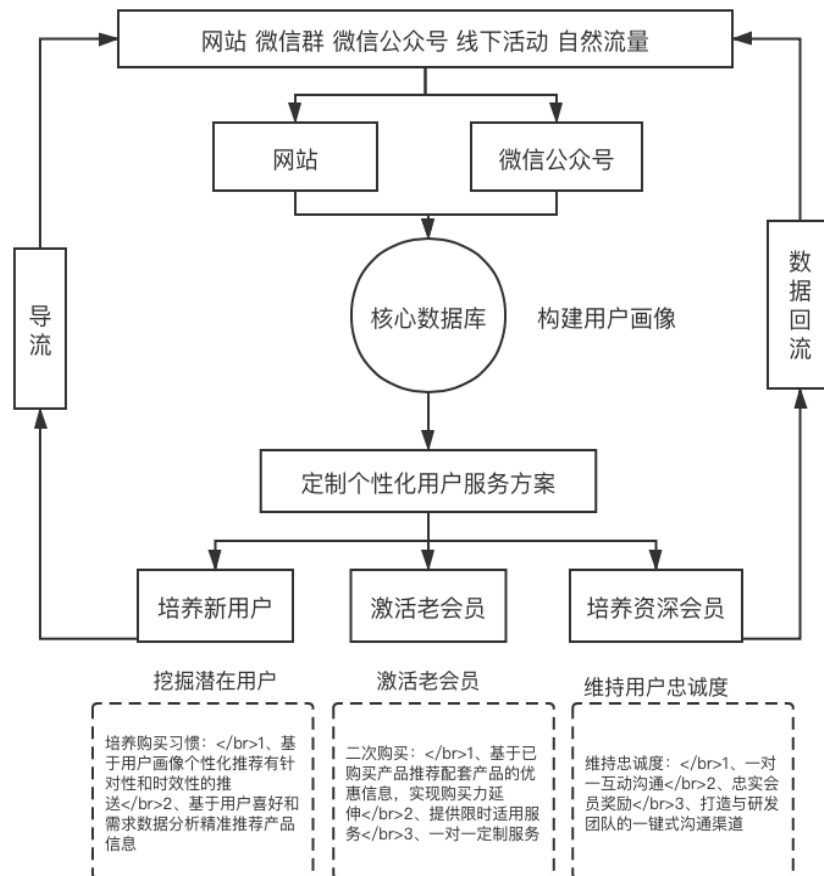 网站 微信群 微信公众号 线下活动 自然流量
网站
微信公众号
导流
核心数据库
构建用户画像
数据回流
定制个性化用户服务方案
培养新用户
激活老会员
培养资深会员
挖掘潜在用户
激活老会员
维持用户忠诚度
培养购买习惯：</br>1、基
于用户画像个性化推荐有针
对性和时效性的推
送</br>2、基于用户喜好和
需求数据分析精准推荐产品
信息
二次购买：</br>1、基于已
购买产品推荐配套产品的优
惠信息，实现购买力延
伸</br>2、提供限时适用服
务</br>3、一对一定制服务
维持忠诚度：</br>1、一对
一互动沟通</br>2、忠实会
员奖励</br>3、打造与研发
团队的一键式沟通渠道